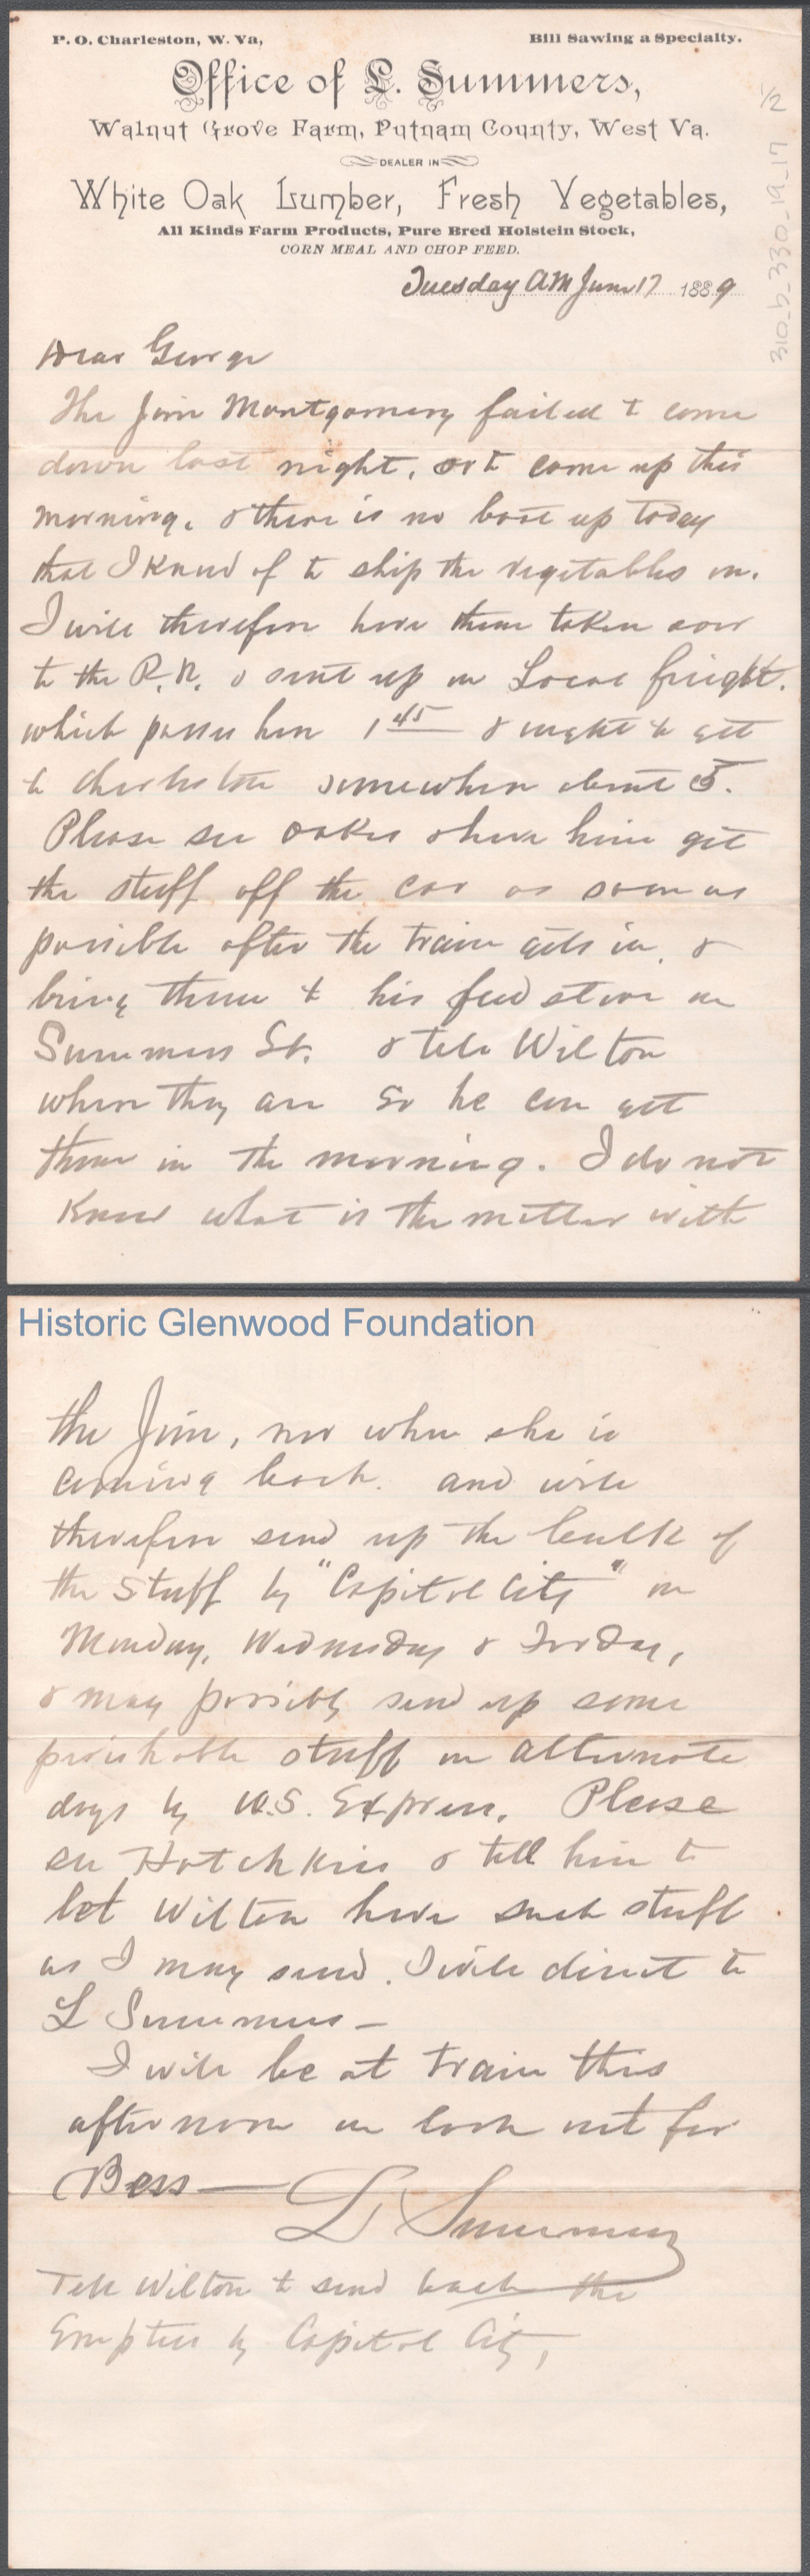 P. O. Charleston, W. Va,
Bill Sawing a Specialty.
Office of L. Summers,
Walnut Grove Farm, Putnam County, West Va.
DEALER IN
White Oak Lumber, Fresh Vegetables,
All Kinds Farm Products, Pure Bred Holstein Stock,
CORN MEAL AND CHOP FEED.
Tuesday AM June 17 1889
1/2
310_b_330_19_17
Dear George
The Jim Montgomery failed to come
down last night, or to come up this
morning, & there is no boat up today
that I know of to ship the vegetables on.
I will therefore have them taken over
to the R.R. & sent up on Local freight.
which passes here 1 45 & ought to get
to Charleston somewhere about 5.
Please see Oakes & have him get
the stuff off the car as soon as
possible after the train gets in, &
bring them to his feed store on
Summers St. & tell Wilton
where they are so he can get
them in the morning. I do not
know what is the matter with
Historic Glenwood Foundation
the Jim, nor when she is
coming back. and will
therefore send up the bulk of
the stuff by "Capitol City" on
Monday, Wednesday & Friday,
& may possibly send up some
perishable stuff on alternate
days by U.S. Express. Please
see Hotchkiss & tell him to
let Wilton have such stuff
as I may send. I will direct to
L Summers -
I will be at train this
afternoon on look out for
Bess — L Summers
Tell Wilton to send back the
Empties by Capitol City,